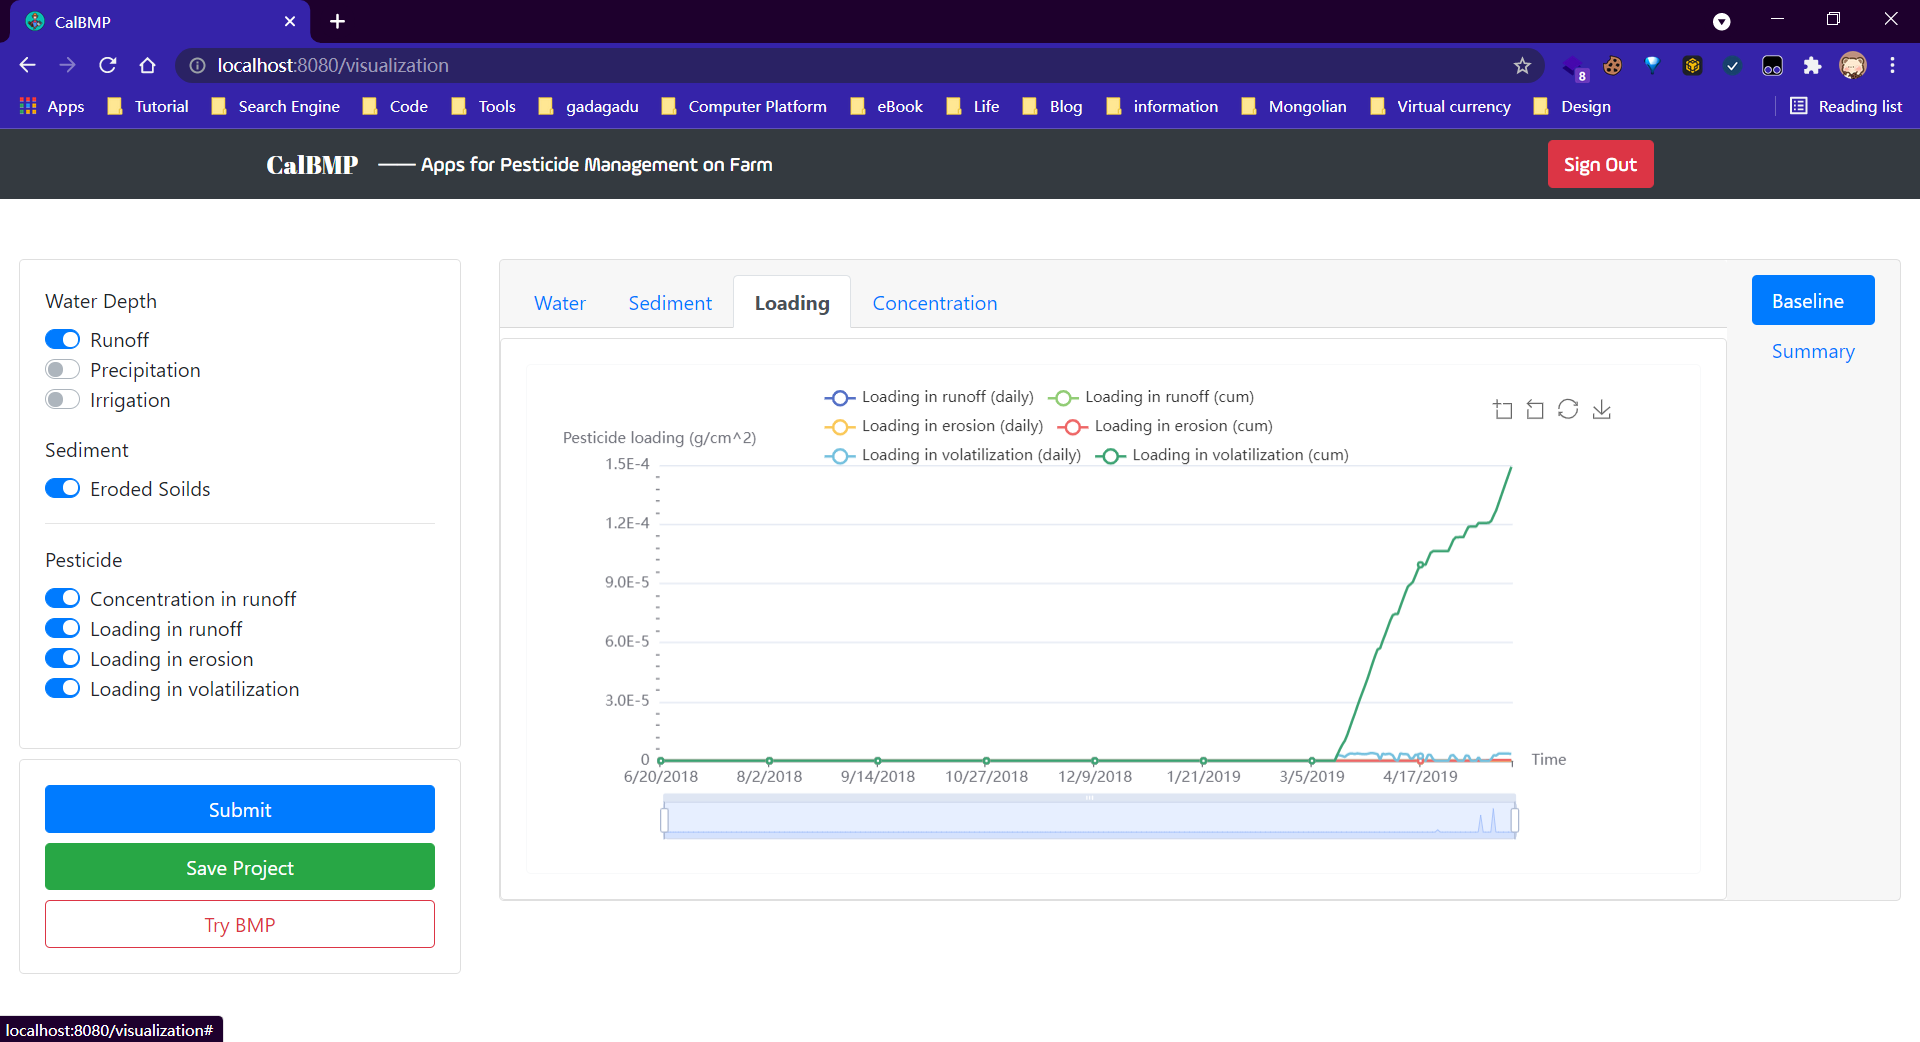 CalBMP
localhost:8080/visualization
8
Apps Tutorial Search Engine Code Tools gadagadu Computer Platform eBook Life Blog information Mongolian Virtual currency Design Reading list
CalBMP —— Apps for Pesticide Management on Farm Sign Out
Water Depth
Runoff
Precipitation
Irrigation
Sediment
Eroded Soilds
Pesticide
Concentration in runoff
Loading in runoff
Loading in erosion
Loading in volatilization
Submit
Save Project
Try BMP
Water Sediment Loading Concentration
Baseline
Summary
Loading in runoff (daily) Loading in runoff (cum)
Loading in erosion (daily) Loading in erosion (cum)
Loading in volatilization (daily) Loading in volatilization (cum)
Pesticide loading (g/cm^2)
1.5E-4
1.2E-4
9.0E-5
6.0E-5
3.0E-5
0
6/20/2018 8/2/2018 9/14/2018 10/27/2018 12/9/2018 1/21/2019 3/5/2019 4/17/2019
Time
localhost:8080/visualization#